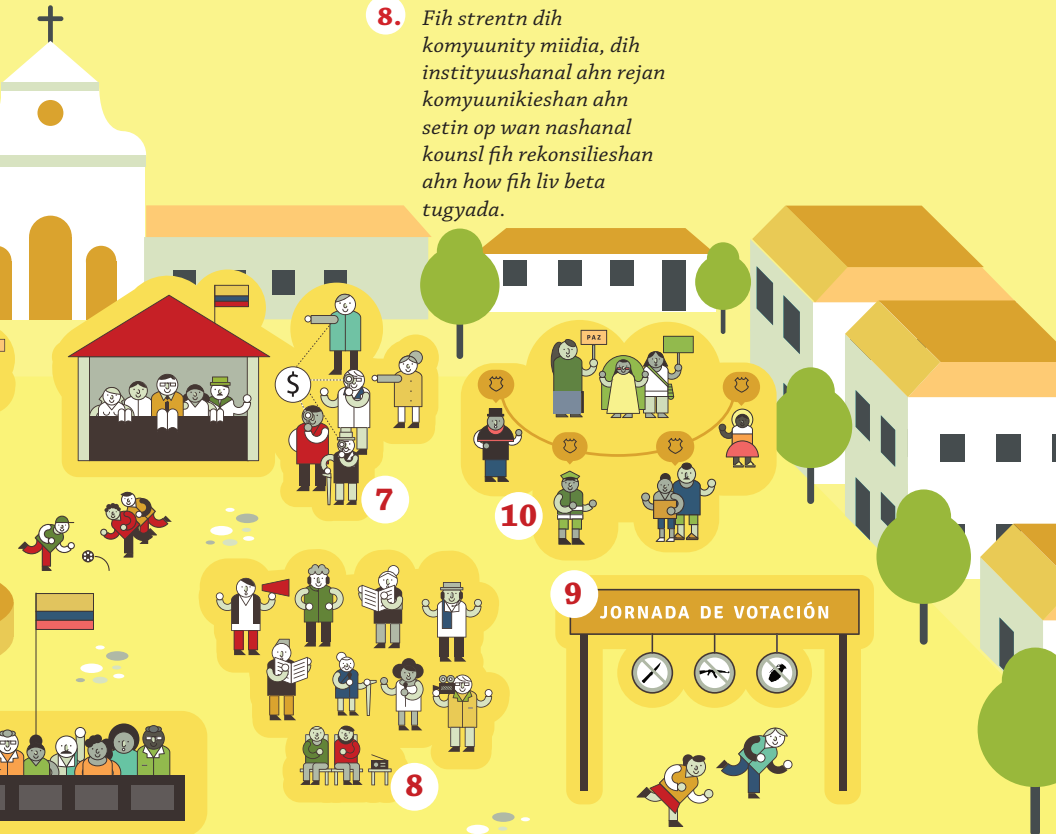 8. Fih strentn dih
komyuunity miidia, dih
instityuushanal ahn rejan
komyuunikieshan ahn
setin op wan nashanal
kounsl fih rekonsilieshan
ahn how fih liv beta
tugyada.
PAZ
$
7
10
9
JORNADA DE VOTACIÓN
8